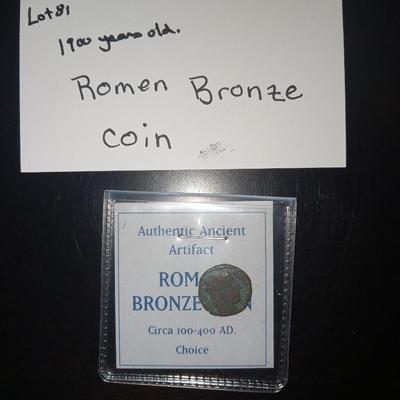 Lot 81
1900 years old.
Romen Bronze
coin
Authentic Ancient
Artifact
ROM
BRONZE N
Circa 100-400 AD.
Choice